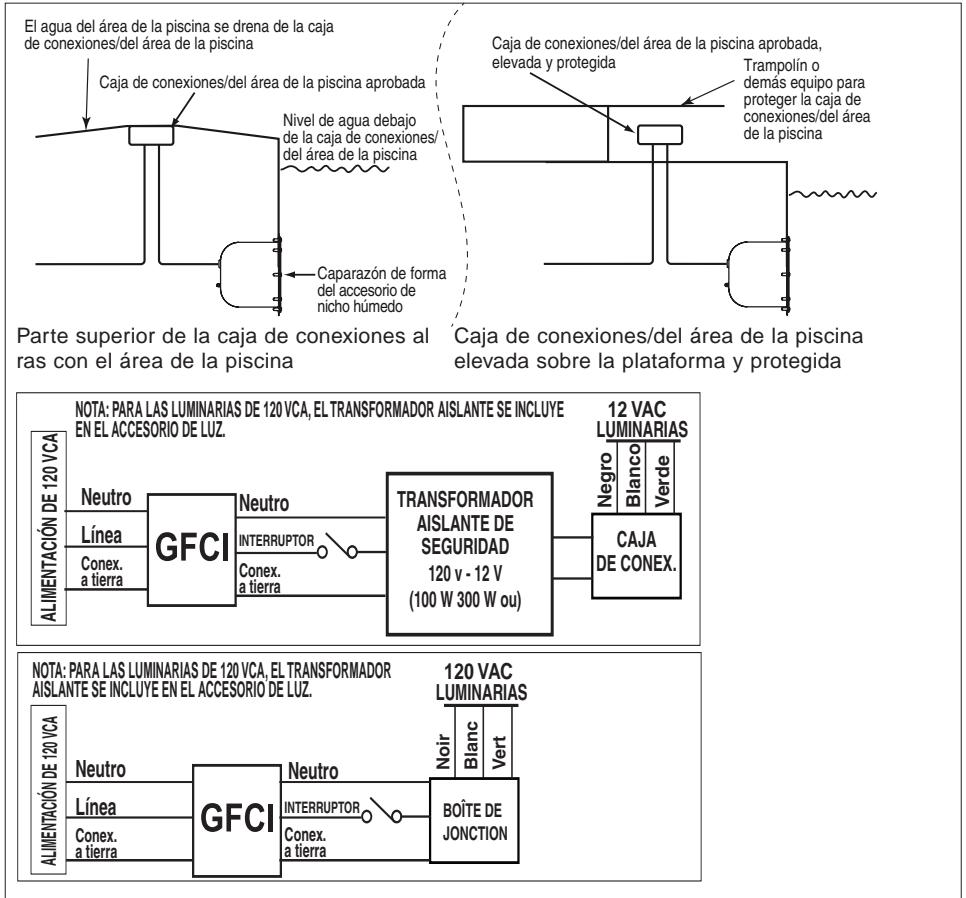 El agua del área de la piscina se drena de la caja
de conexiones/del área de la piscina
Caja de conexiones/del área de la piscina aprobada
Nivel de agua debajo
de la caja de conexiones/
del área de la piscina
Caparazón de forma
del accesorio de
nicho húmedo
Parte superior de la caja de conexiones al
ras con el área de la piscina
Caja de conexiones/del área de la piscina aprobada,
elevada y protegida
Trampolín o
demás equipo para
proteger la caja de
conexiones/del área
de la piscina
Caja de conexiones/del área de la piscina
elevada sobre la plataforma y protegida
NOTA: PARA LAS LUMINARIAS DE 120 VCA, EL TRANSFORMADOR AISLANTE SE INCLUYE
EN EL ACCESORIO DE LUZ.
12 VAC
LUMINARIAS
Negro
Blanco
Verde
ALIMENTACIÓN DE 120 VCA
Neutro
Línea
Conex.
a tierra
GFCI
Neutro
INTERRUPTOR
Conex.
a tierra
TRANSFORMADOR
AISLANTE DE
SEGURIDAD
120 v - 12 V
(100 W 300 W ou)
CAJA
DE CONEX.
NOTA: PARA LAS LUMINARIAS DE 120 VCA, EL TRANSFORMADOR
AISLANTE SE INCLUYE EN EL ACCESORIO DE LUZ.
120 VAC
LUMINARIAS
Noir
Blanc
Vert
ALIMENTACIÓN DE 120 VCA
Neutro
Línea
Conex.
a tierra
GFCI
Neutro
INTERRUPTOR
Conex.
a tierra
BOÎTE DE
JONCTION